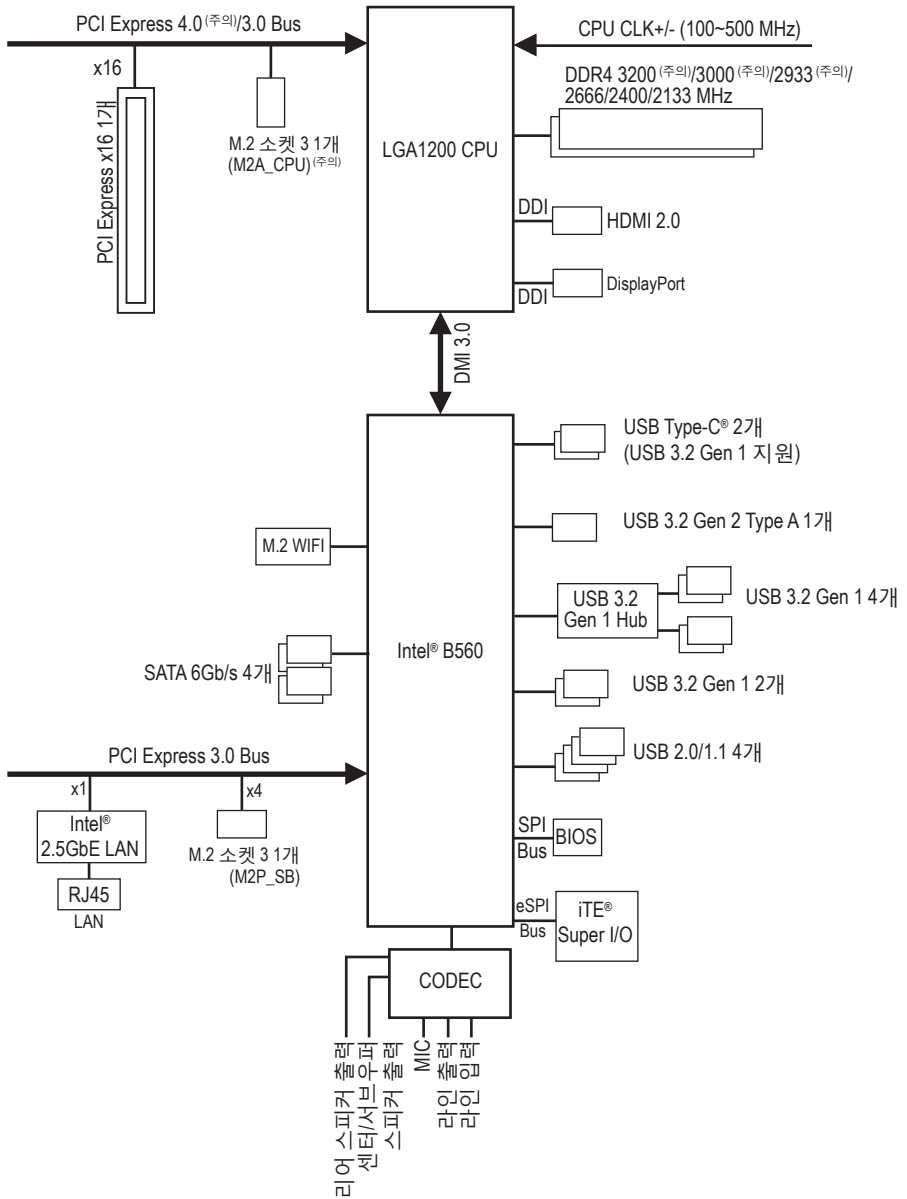 PCI Express 4.0 (주의)/3.0 Bus
x16
PCI Express x16 1개
M.2 소켓 3 1개
(M2A_CPU) (주의)
LGA1200 CPU
CPU CLK+/- (100~500 MHz)
DDR4 3200 (주의)/3000 (주의)/2933 (주의)/
2666/2400/2133 MHz
DDI
HDMI 2.0
DDI
DisplayPort
DMI 3.0
Intel® B560
USB Type-C® 2개
(USB 3.2 Gen 1 지원)
USB 3.2 Gen 2 Type A 1개
M.2 WIFI
USB 3.2
Gen 1 Hub
USB 3.2 Gen 1 4개
SATA 6Gb/s 4개
USB 3.2 Gen 1 2개
USB 2.0/1.1 4개
PCI Express 3.0 Bus
x1
Intel®
2.5GbE LAN
RJ45
LAN
x4
M.2 소켓 3 1개
(M2P_SB)
SPI
Bus
BIOS
eSPI
Bus
iTE®
Super I/O
CODEC
리어 스피커 출력
센터/서브우퍼
스피커 출력
MIC
라인 출력
라인 입력